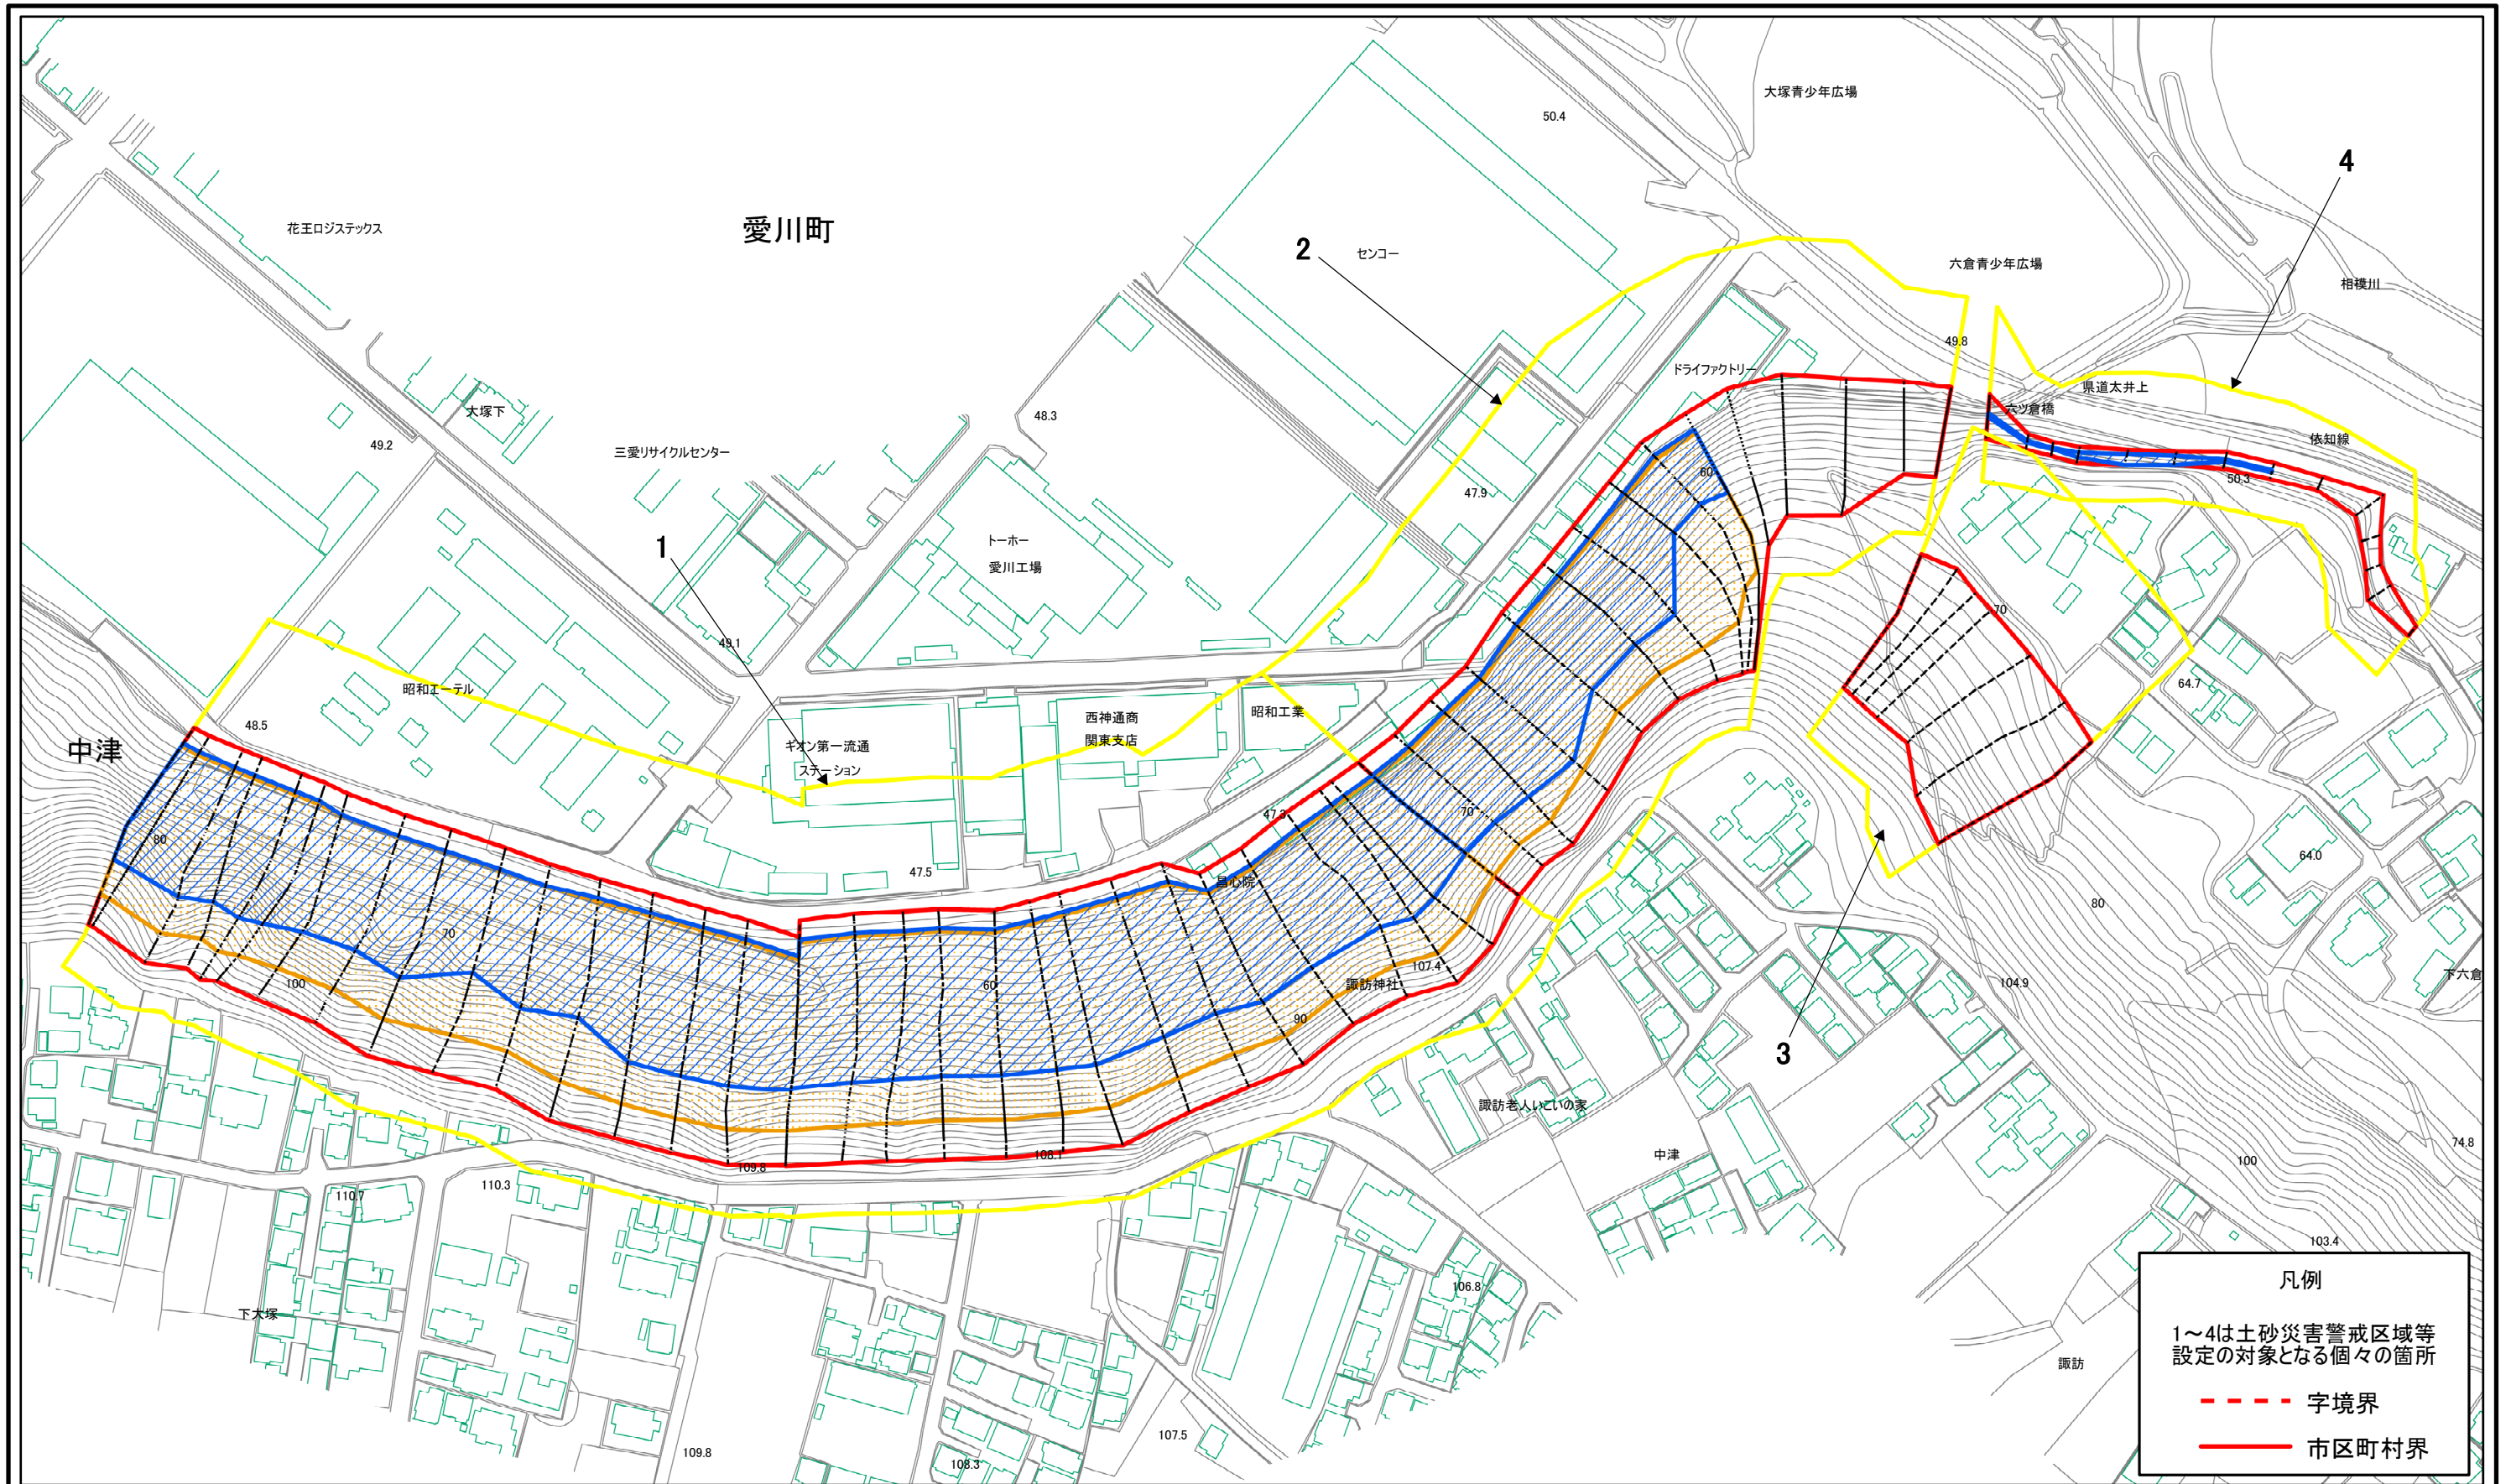 大塚青少年広場
50.4
4
花王ロジステックス
愛川町
2
センコー
六倉青少年広場
相模川
49.8
ドライファクトリー
県道太井上
大塚下
48.3
六ツ倉橋
49.2
依知線
三愛リサイクルセンター
60
50.3
47.9
1
トーホー
愛川工場
70
49.1
昭和エーテル
64.7
48.5
西神通商
関東支店
昭和工業
中津
ギオン第一流通
ステーション
47.3
70
80
64.0
47.5
昌心院
80
70
107.4
下六倉
100
60
諏訪神社
104.9
90
3
諏訪老人いこいの家
74.8
108.1
中津
109.8
100
110.3
110.7
103.4
106.8
下大塚
107.5
109.8
108.3
諏訪
凡例
1～4は土砂災害警戒区域等
設定の対象となる個々の箇所
字境界
市区町村界